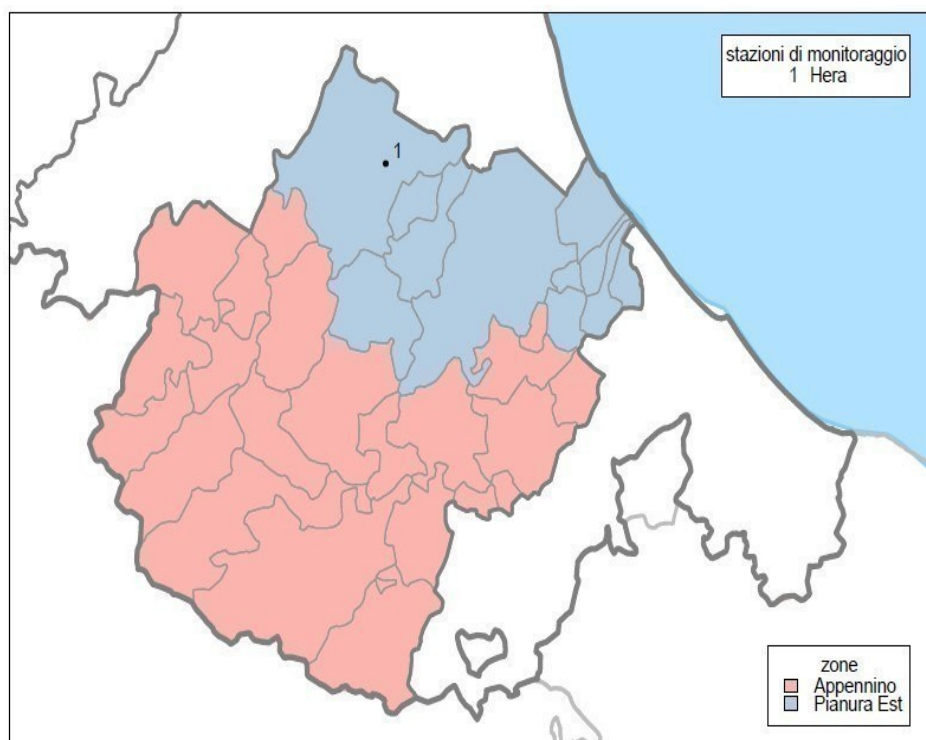 stazioni di monitoraggio
1 Hera
1
zone
Appennino
Pianura Est